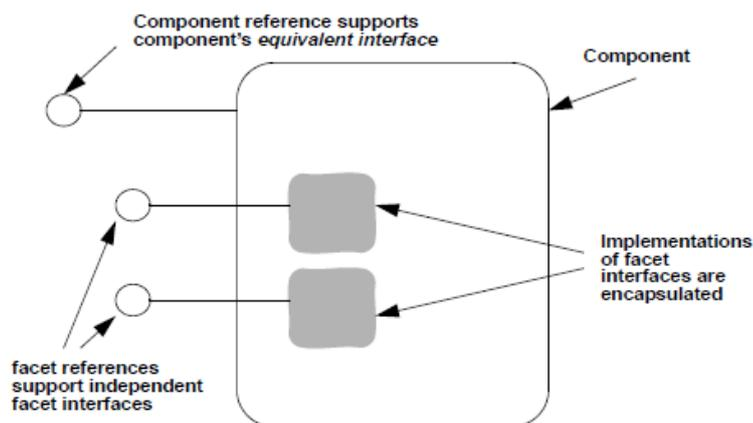 Component reference supports
component's equivalent interface
Component
Implementations
of facet
interfaces are
encapsulated
facet references
support independent
facet interfaces